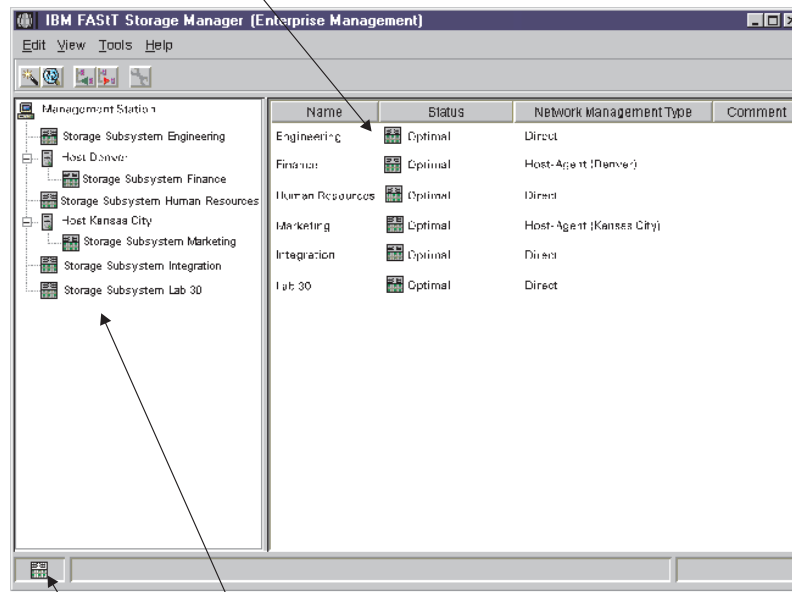 IBM FAStT Storage Manager (Enterprise Management)
Edit View Tools Help
Management Station
Storage Subsystem Engineering
Host Denver
Storage Subsystem Finance
Storage Subsystem Human Resources
Host Kansas City
Storage Subsystem Marketing
Storage Subsystem Integration
Storage Subsystem Lab 30
Name Status Network Management Type Comment
Engineering Optimal Direct
Finance Optimal Host-Agent (Denver)
Human Resources Optimal Direct
Marketing Optimal Host-Agent (Kansas City)
Integration Optimal Direct
Lab 30 Optimal Direct